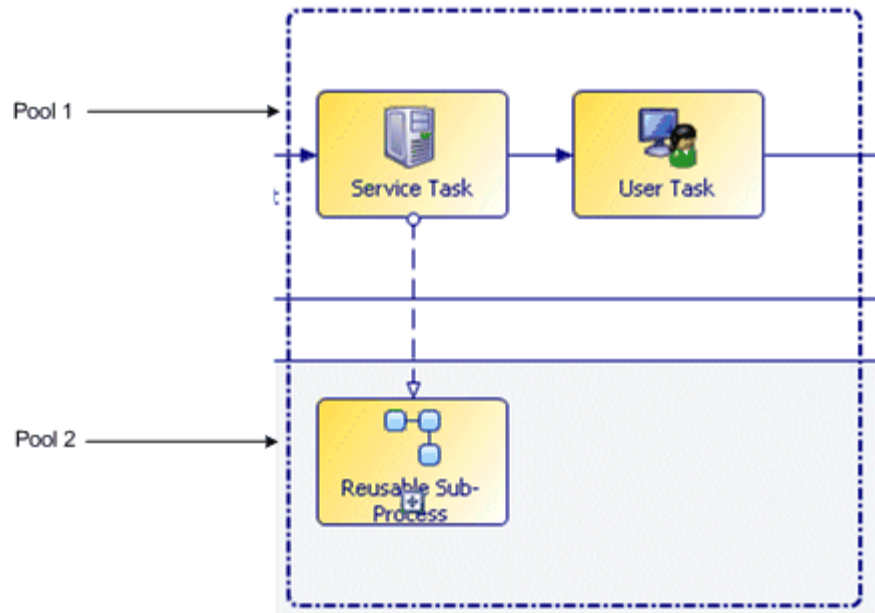 Pool 1
Service Task
User Task
Pool 2
Reusable Sub-
Process